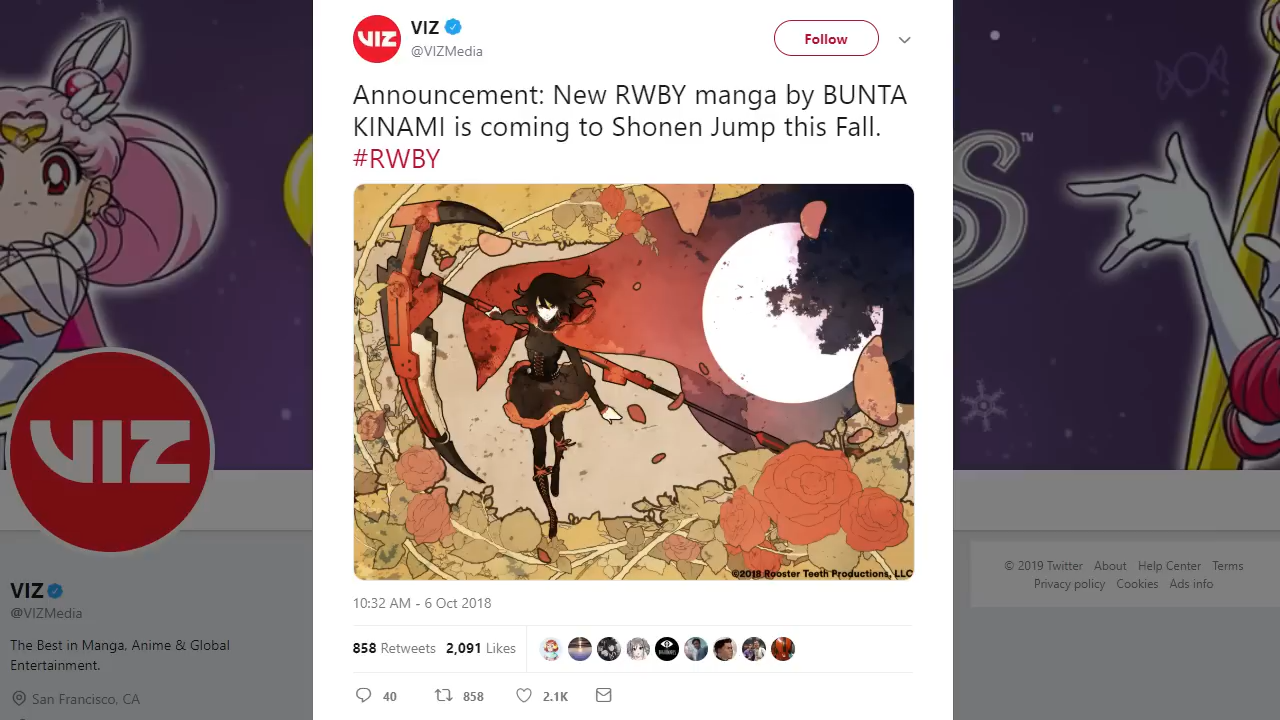 VIZ
@VIZMedia
Follow
Announcement: New RWBY manga by BUNTA
KINAMI is coming to Shonen Jump this Fall.
#RWBY
©2018 Rooster Teeth Productions, LLC
10:32 AM - 6 Oct 2018
858 Retweets 2,091 Likes
40 858 2.1K
VIZ
VIZ
VIZ
@VIZMedia
The Best in Manga, Anime & Global
Entertainment.
San Francisco, CA
S™
© 2019 Twitter About Help Center Terms
Privacy policy Cookies Ads info